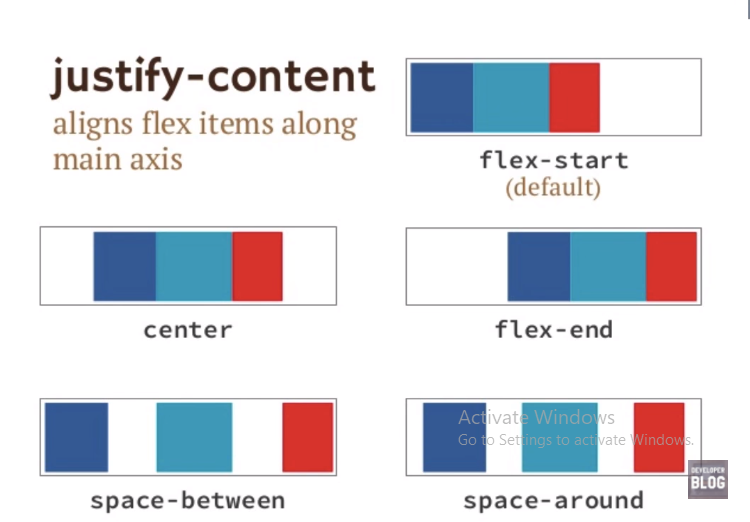 justify-content
aligns flex items along
main axis
flex-start
(default)
center
flex-end
space-between
space-around
Activate Windows
Go to Settings to activate Windows.
DEVELOPER
BLOG